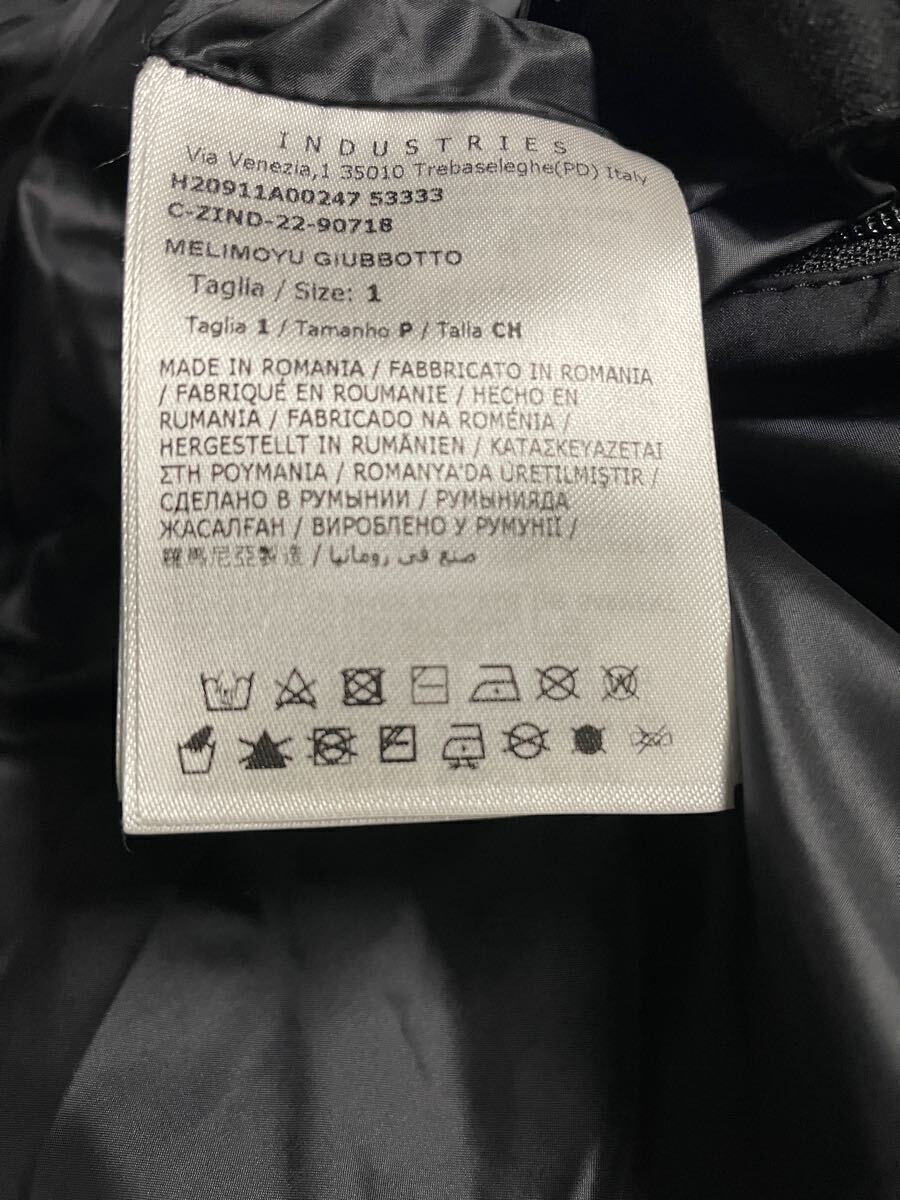 INDUSTRIES
Via Venezia,1 35010 Trebaseleghe(PD) Italy
H20911A00247 53333
C-ZIND-22-90718
MELIMOYU GIUBBOTTO
Taglia / Size: 1
Taglia 1 / Tamanho P / Talla CH
MADE IN ROMANIA / FABBRICATO IN ROMANIA
/ FABRIQUÉ EN ROUMANIE / HECHO EN
RUMANIA / FABRICADO NA ROMÉNIA /
HERGESTELLT IN RUMÄNIEN / ΚΑΤΑΣΚΕΥΑΖΕΤΑΙ
ΣΤΗ ΡΟΥΜΑΝΙΑ / ROMANYA'DA ÜRETILMIŞTIR /
СДЕЛАНО В РУМЫНИИ / РУМЫНИЯДА
ЖАСАЛҒАН / ВИРОБЛЕНО У РУМУНІЇ /
羅馬尼亞製造 / صنع في رومانيا